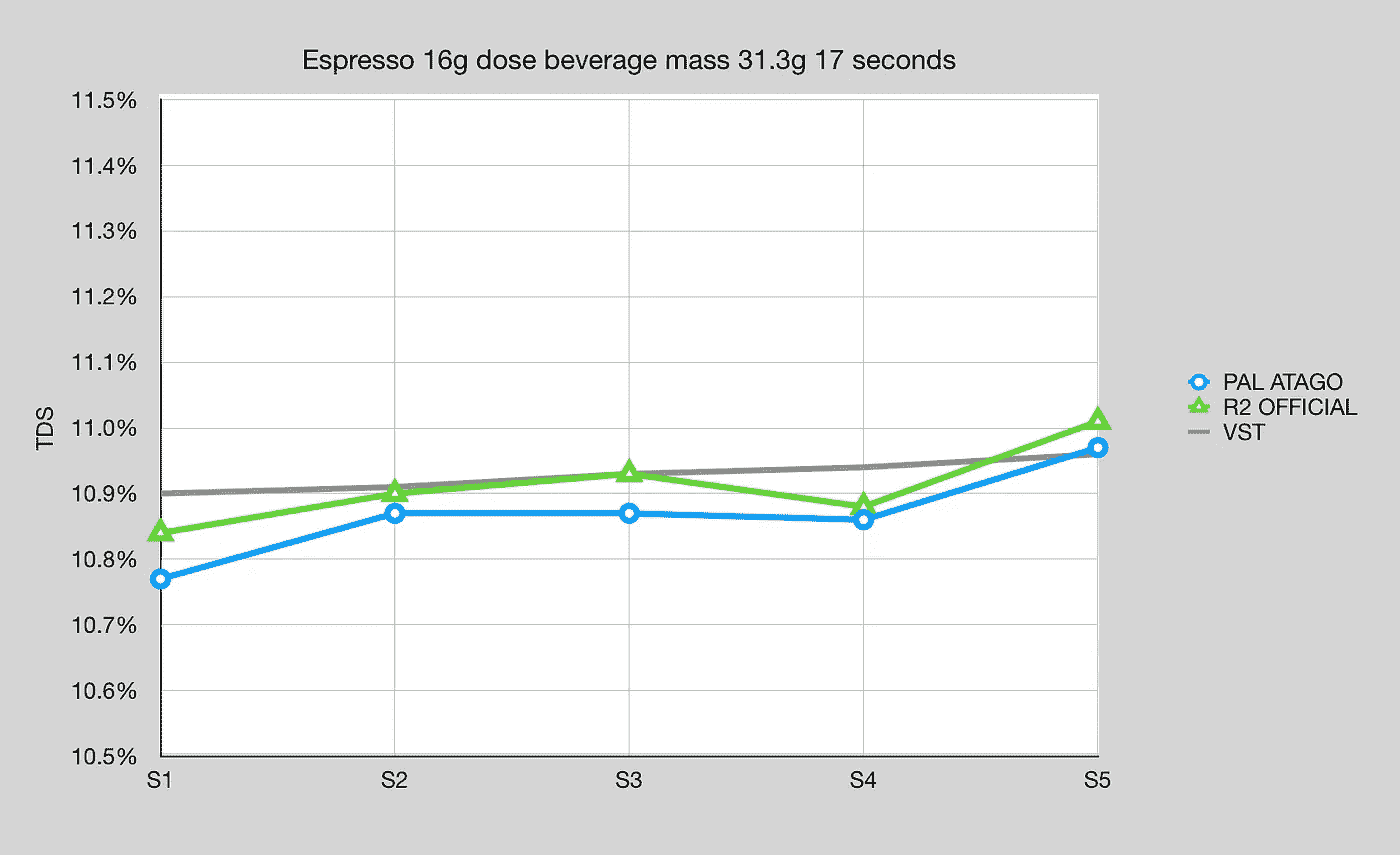 Espresso 16g dose beverage mass 31.3g 17 seconds
11.5%
11.4%
11.3%
11.2%
11.1%
11.0%
10.9%
10.8%
10.7%
10.6%
10.5%
TDS
S1 S2 S3 S4 S5
PAL ATAGO
R2 OFFICIAL
VST